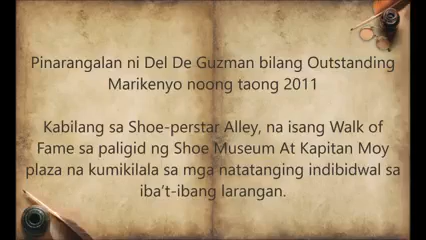 Pinarangalan ni Del De Guzman bilang Outstanding
Marikenyo noong taong 2011
Kabilang sa Shoe-perstar Alley, na isang Walk of
Fame sa paligid ng Shoe Museum At Kapitan Moy
plaza na kumikilala sa mga natatanging indibidwal sa
iba't-ibang larangan.